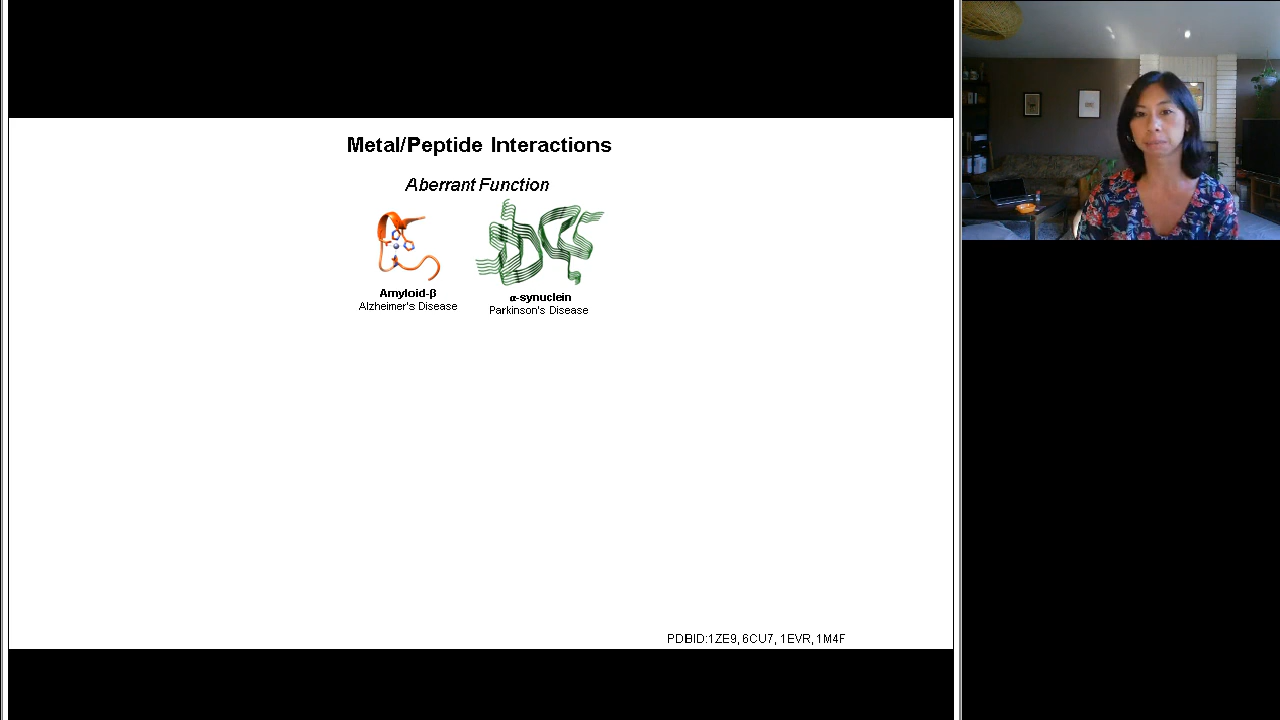 Metal/Peptide Interactions
Aberrant Function
Amyloid-β
Alzheimer's Disease
α-synuclein
Parkinson's Disease
PDBID:1ZE9, 6CU7, 1EVR, 1M4F